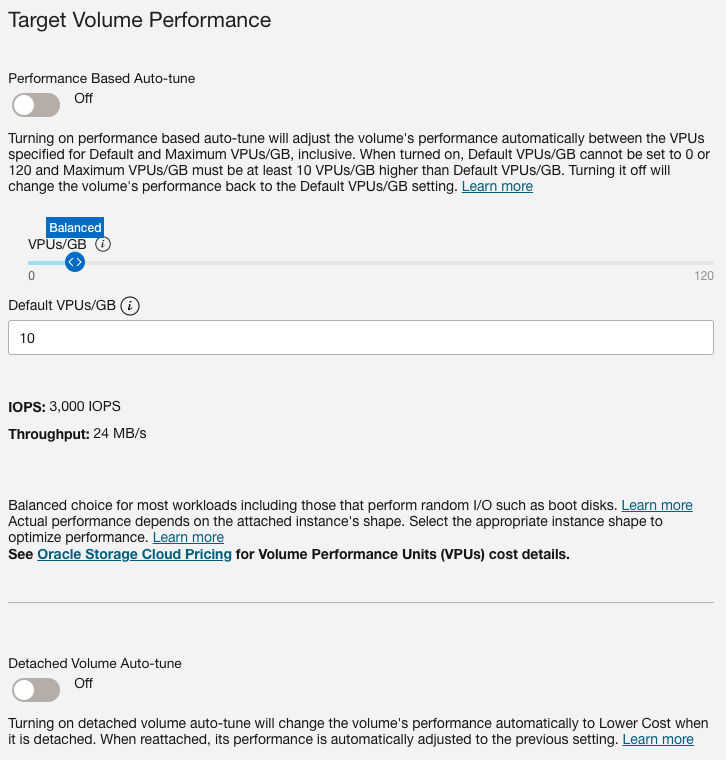 Target Volume Performance
Performance Based Auto-tune
Off
Turning on performance based auto-tune will adjust the volume's performance automatically between the VPUs
specified for Default and Maximum VPUs/GB, inclusive. When turned on, Default VPUs/GB cannot be set to 0 or
120 and Maximum VPUs/GB must be at least 10 VPUs/GB higher than Default VPUs/GB. Turning it off will
change the volume's performance back to the Default VPUs/GB setting. Learn more
Balanced
VPUs/GB i
0 120
Default VPUs/GB i
10
IOPS: 3,000 IOPS
Throughput: 24 MB/s
Balanced choice for most workloads including those that perform random I/O such as boot disks. Learn more
Actual performance depends on the attached instance's shape. Select the appropriate instance shape to
optimize performance. Learn more
See Oracle Storage Cloud Pricing for Volume Performance Units (VPUs) cost details.
Detached Volume Auto-tune
Off
Turning on detached volume auto-tune will change the volume's performance automatically to Lower Cost when
it is detached. When reattached, its performance is automatically adjusted to the previous setting. Learn more